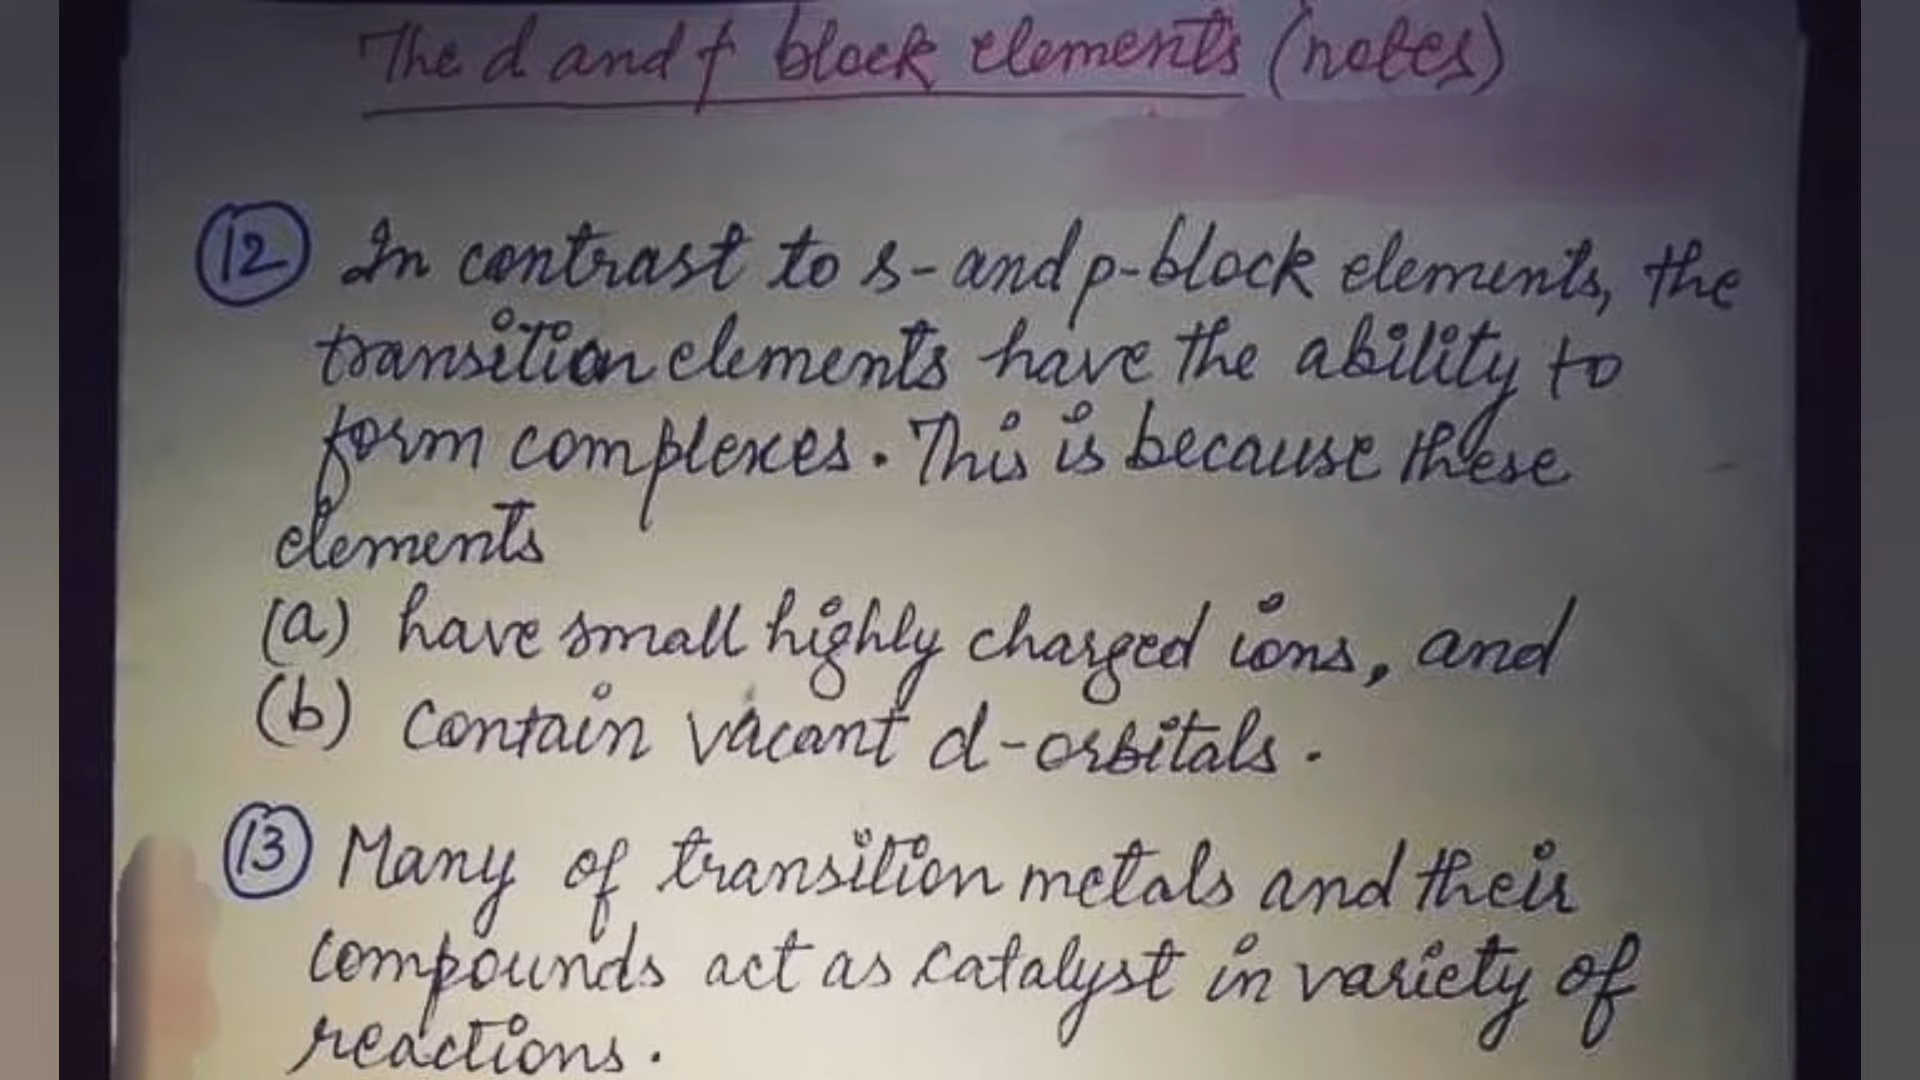 The d and f block elements (notes)
12 In contrast to s- and p-block elements, the
transition elements have the ability to
form complexes. This is because these
elements
(a) have small highly charged ions, and
(b) contain vacant d-orbitals.
13 Many of transition metals and their
compounds act as catalyst in variety of
reactions.